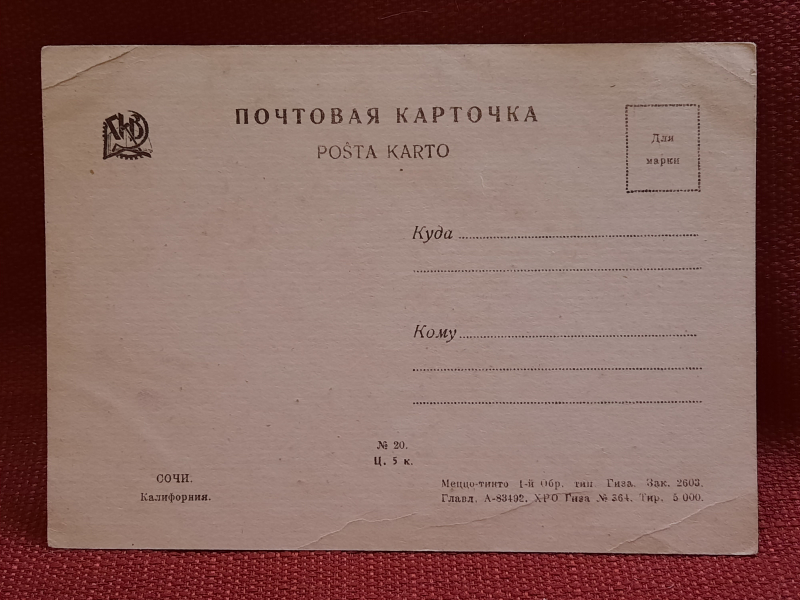 ГИЗ
ПОЧТОВАЯ КАРТОЧКА
POŜTA KARTO
Для
марки
Куда
Кому
№ 20.
Ц. 5 к.
СОЧИ.
Калифорния.
Меццо-тинто 1-й Обр. тип. Гиза. Зак. 2603.
Главл. А-83492. ХРО Гиза № 364. Тир. 5 000.